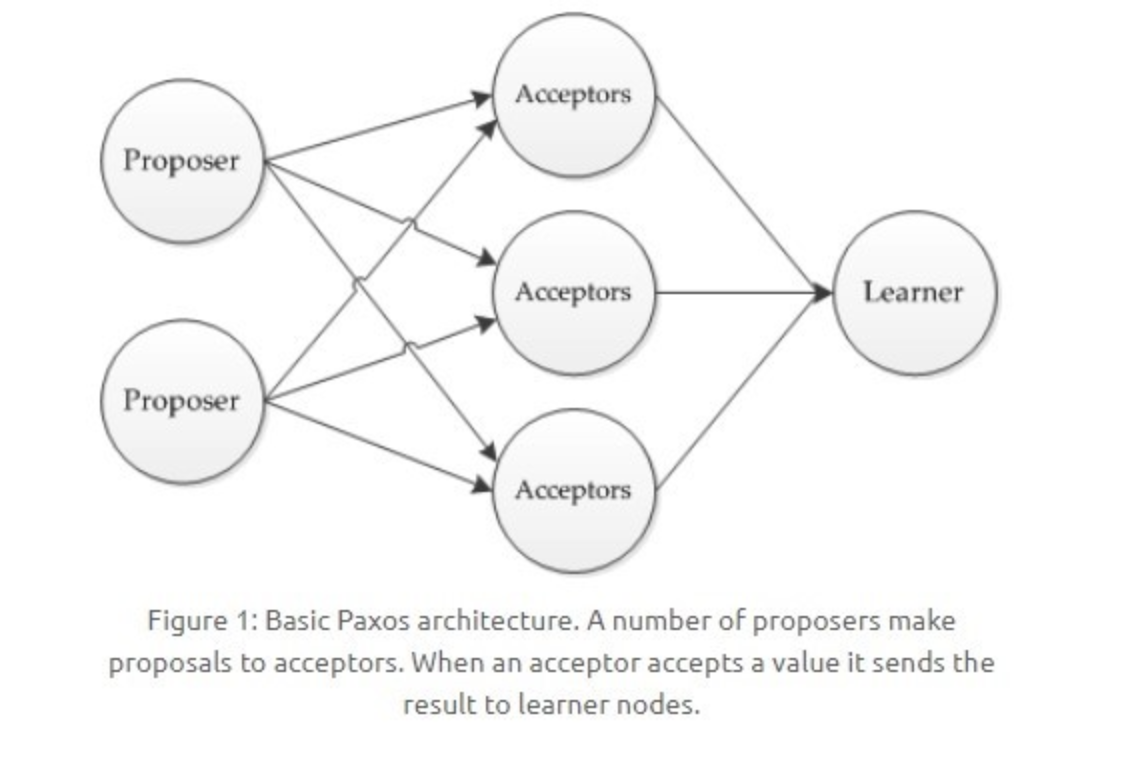 Acceptors
Proposer
Acceptors
Learner
Proposer
Acceptors
Figure 1: Basic Paxos architecture. A number of proposers make
proposals to acceptors. When an acceptor accepts a value it sends the
result to learner nodes.